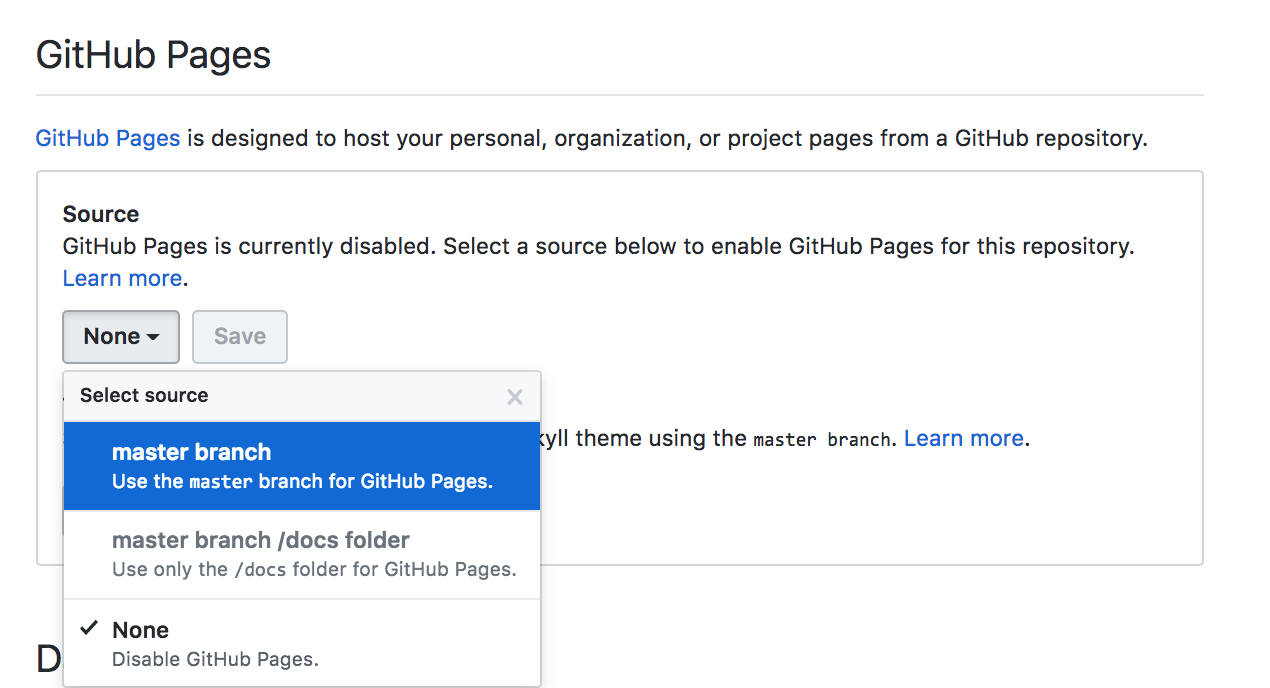 GitHub Pages
GitHub Pages is designed to host your personal, organization, or project pages from a GitHub repository.
Source
GitHub Pages is currently disabled. Select a source below to enable GitHub Pages for this repository.
Learn more.
None Save
Select source
master branch
Use the master branch for GitHub Pages.
theme using the master branch. Learn more.
master branch /docs folder
Use only the /docs folder for GitHub Pages.
None
Disable GitHub Pages.